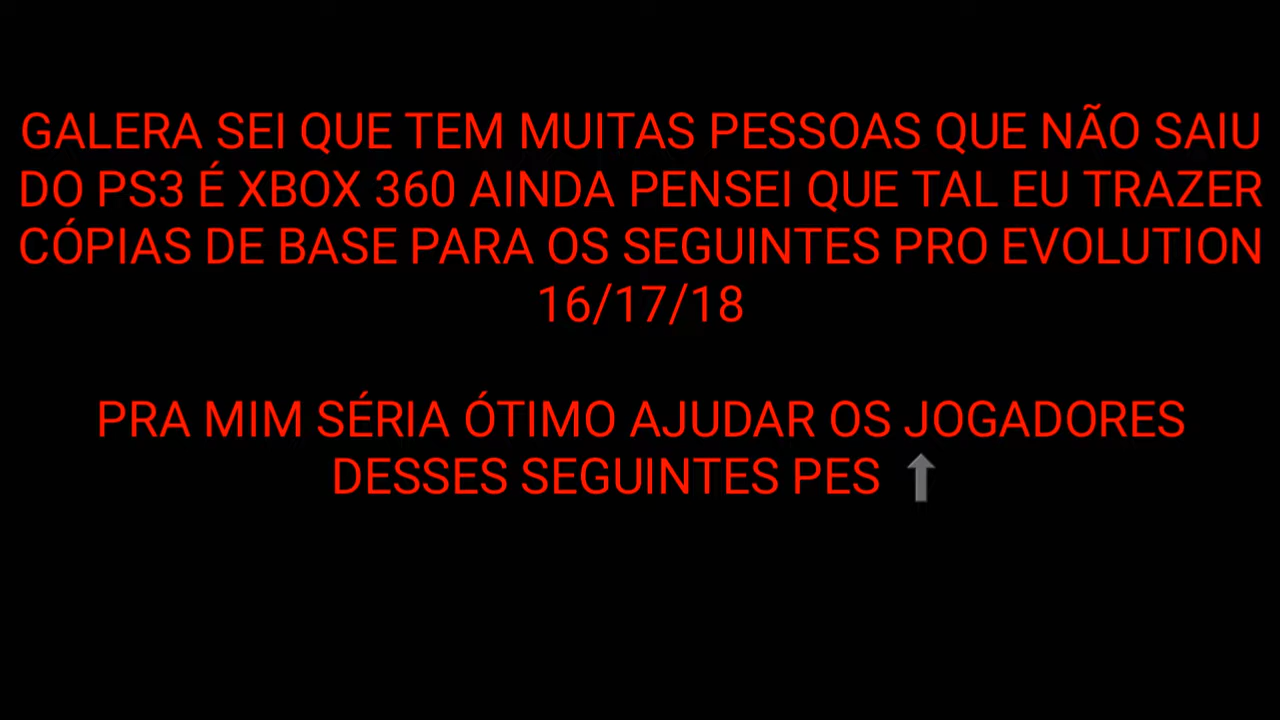 GALERA SEI QUE TEM MUITAS PESSOAS QUE NÃO SAIU
DO PS3 É XBOX 360 AINDA PENSEI QUE TAL EU TRAZER
CÓPIAS DE BASE PARA OS SEGUINTES PRO EVOLUTION
16/17/18
PRA MIM SÉRIA ÓTIMO AJUDAR OS JOGADORES
DESSES SEGUINTES PES ⬆